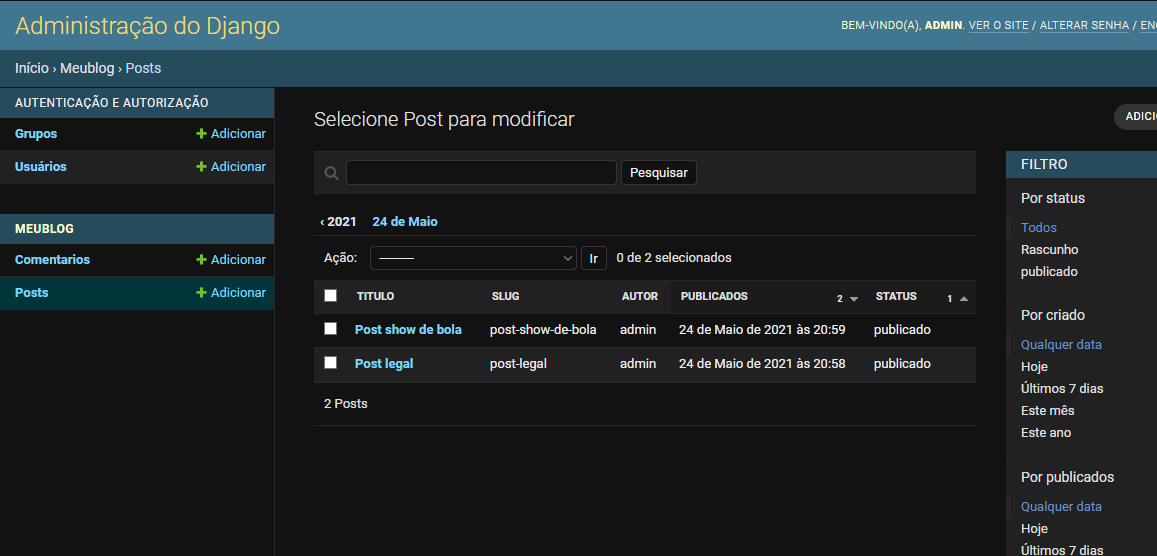 Administração do Django
BEM-VINDO(A), ADMIN. VER O SITE / ALTERAR SENHA /
Início › Meublog › Posts
AUTENTICAÇÃO E AUTORIZAÇÃO
Grupos + Adicionar
Usuários + Adicionar
MEUBLOG
Comentarios + Adicionar
Posts + Adicionar
Selecione Post para modificar
Pesquisar
‹ 2021 24 de Maio
Ação: --------- Ir 0 de 2 selecionados
TITULO SLUG AUTOR PUBLICADOS 2 STATUS 1
Post show de bola post-show-de-bola admin 24 de Maio de 2021 às 20:59 publicado
Post legal post-legal admin 24 de Maio de 2021 às 20:58 publicado
2 Posts
FILTRO
Por status
Todos
Rascunho
publicado
Por criado
Qualquer data
Hoje
Últimos 7 dias
Este mês
Este ano
Por publicados
Qualquer data
Hoje
Últimos 7 dias